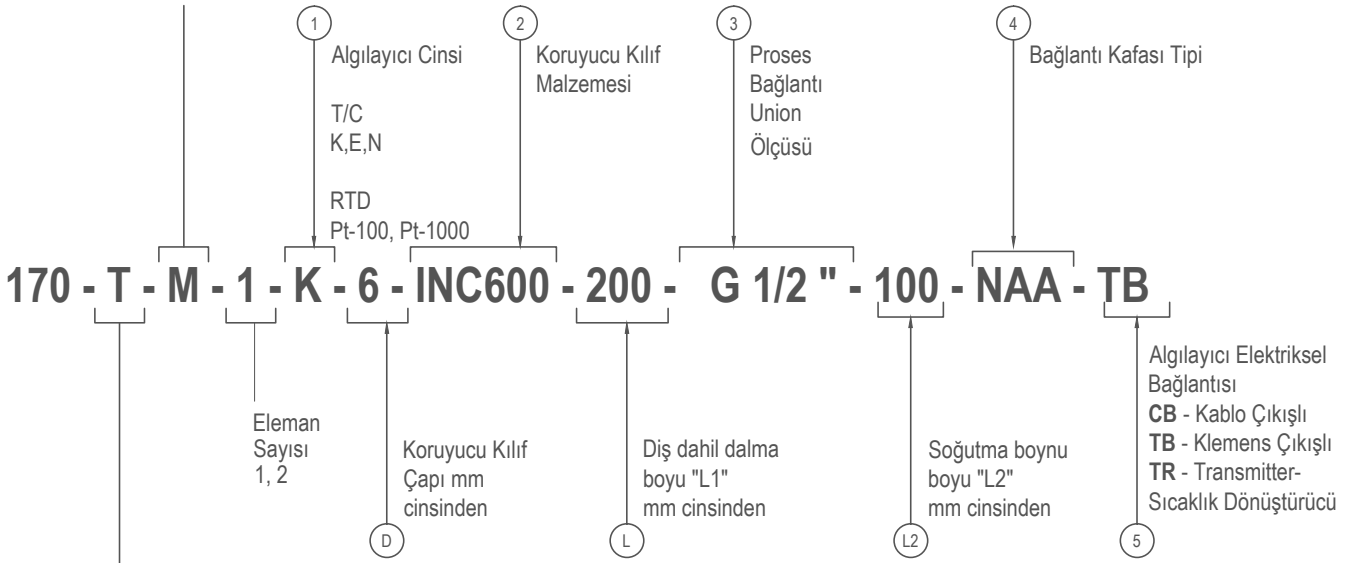 1
Algılayıcı Cinsi
T/C
K,E,N
RTD
Pt-100, Pt-1000
2
Koruyucu Kılıf
Malzemesi
3
Proses
Bağlantı
Union
Ölçüsü
4
Bağlantı Kafası Tipi
170 - T - M - 1 - K - 6 - INC600 - 200 - G 1/2 " - 100 - NAA - TB
Eleman
Sayısı
1, 2
Koruyucu Kılıf
Çapı mm
cinsinden
D
Diş dahil dalma
boyu "L1"
mm cinsinden
L
Soğutma boynu
boyu "L2"
mm cinsinden
L2
Algılayıcı Elektriksel
Bağlantısı
CB - Kablo Çıkışlı
TB - Klemens Çıkışlı
TR - Transmitter-
Sıcaklık Dönüştürücü
5